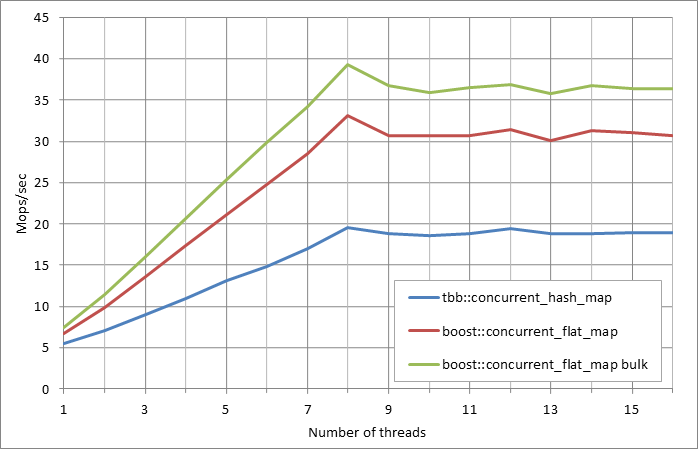 45
40
35
30
25
20
15
10
5
0
Mops/sec
tbb::concurrent_hash_map
boost::concurrent_flat_map
boost::concurrent_flat_map bulk
1 3 5 7 9 11 13 15
Number of threads